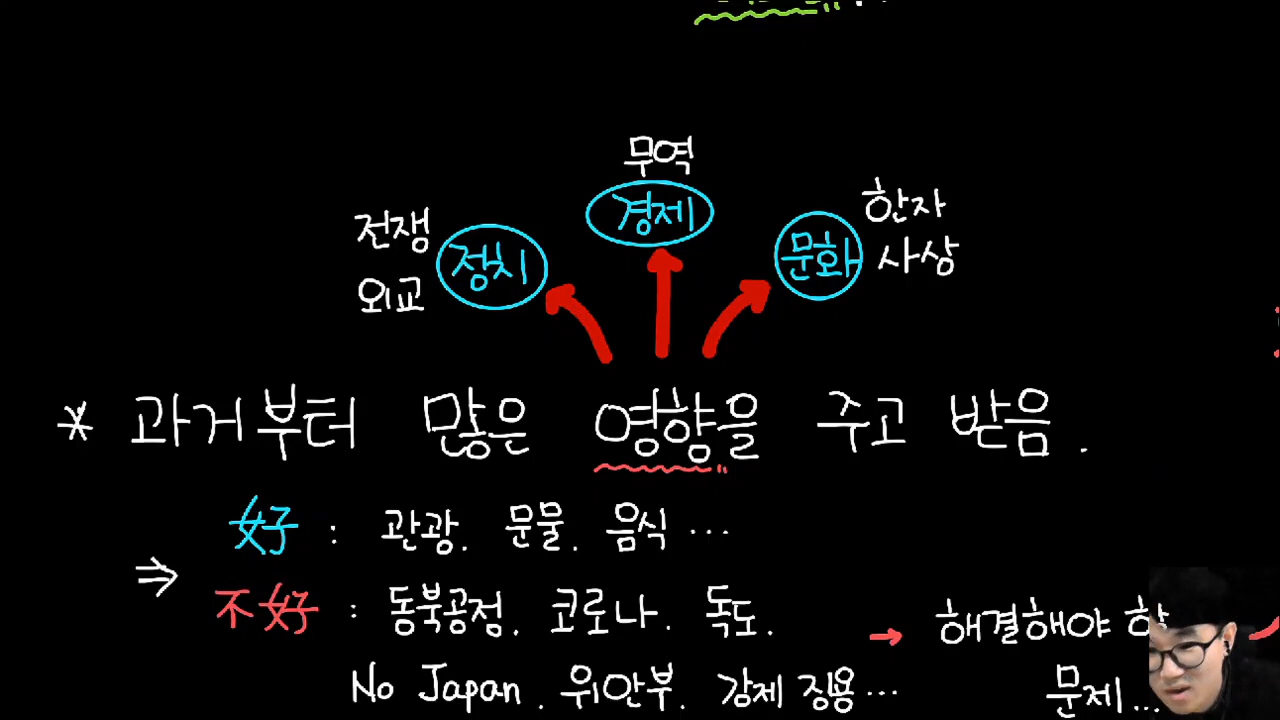 무역
경제
전쟁
외교
정치
문화
한자
사상
* 과거부터 많은 영향을 주고 받음.
⇒
好 : 관광. 문물. 음식 ...
不好 : 동북공정. 코로나. 독도.
No Japan. 위안부. 강제 징용...
→ 해결해야 할
문제...